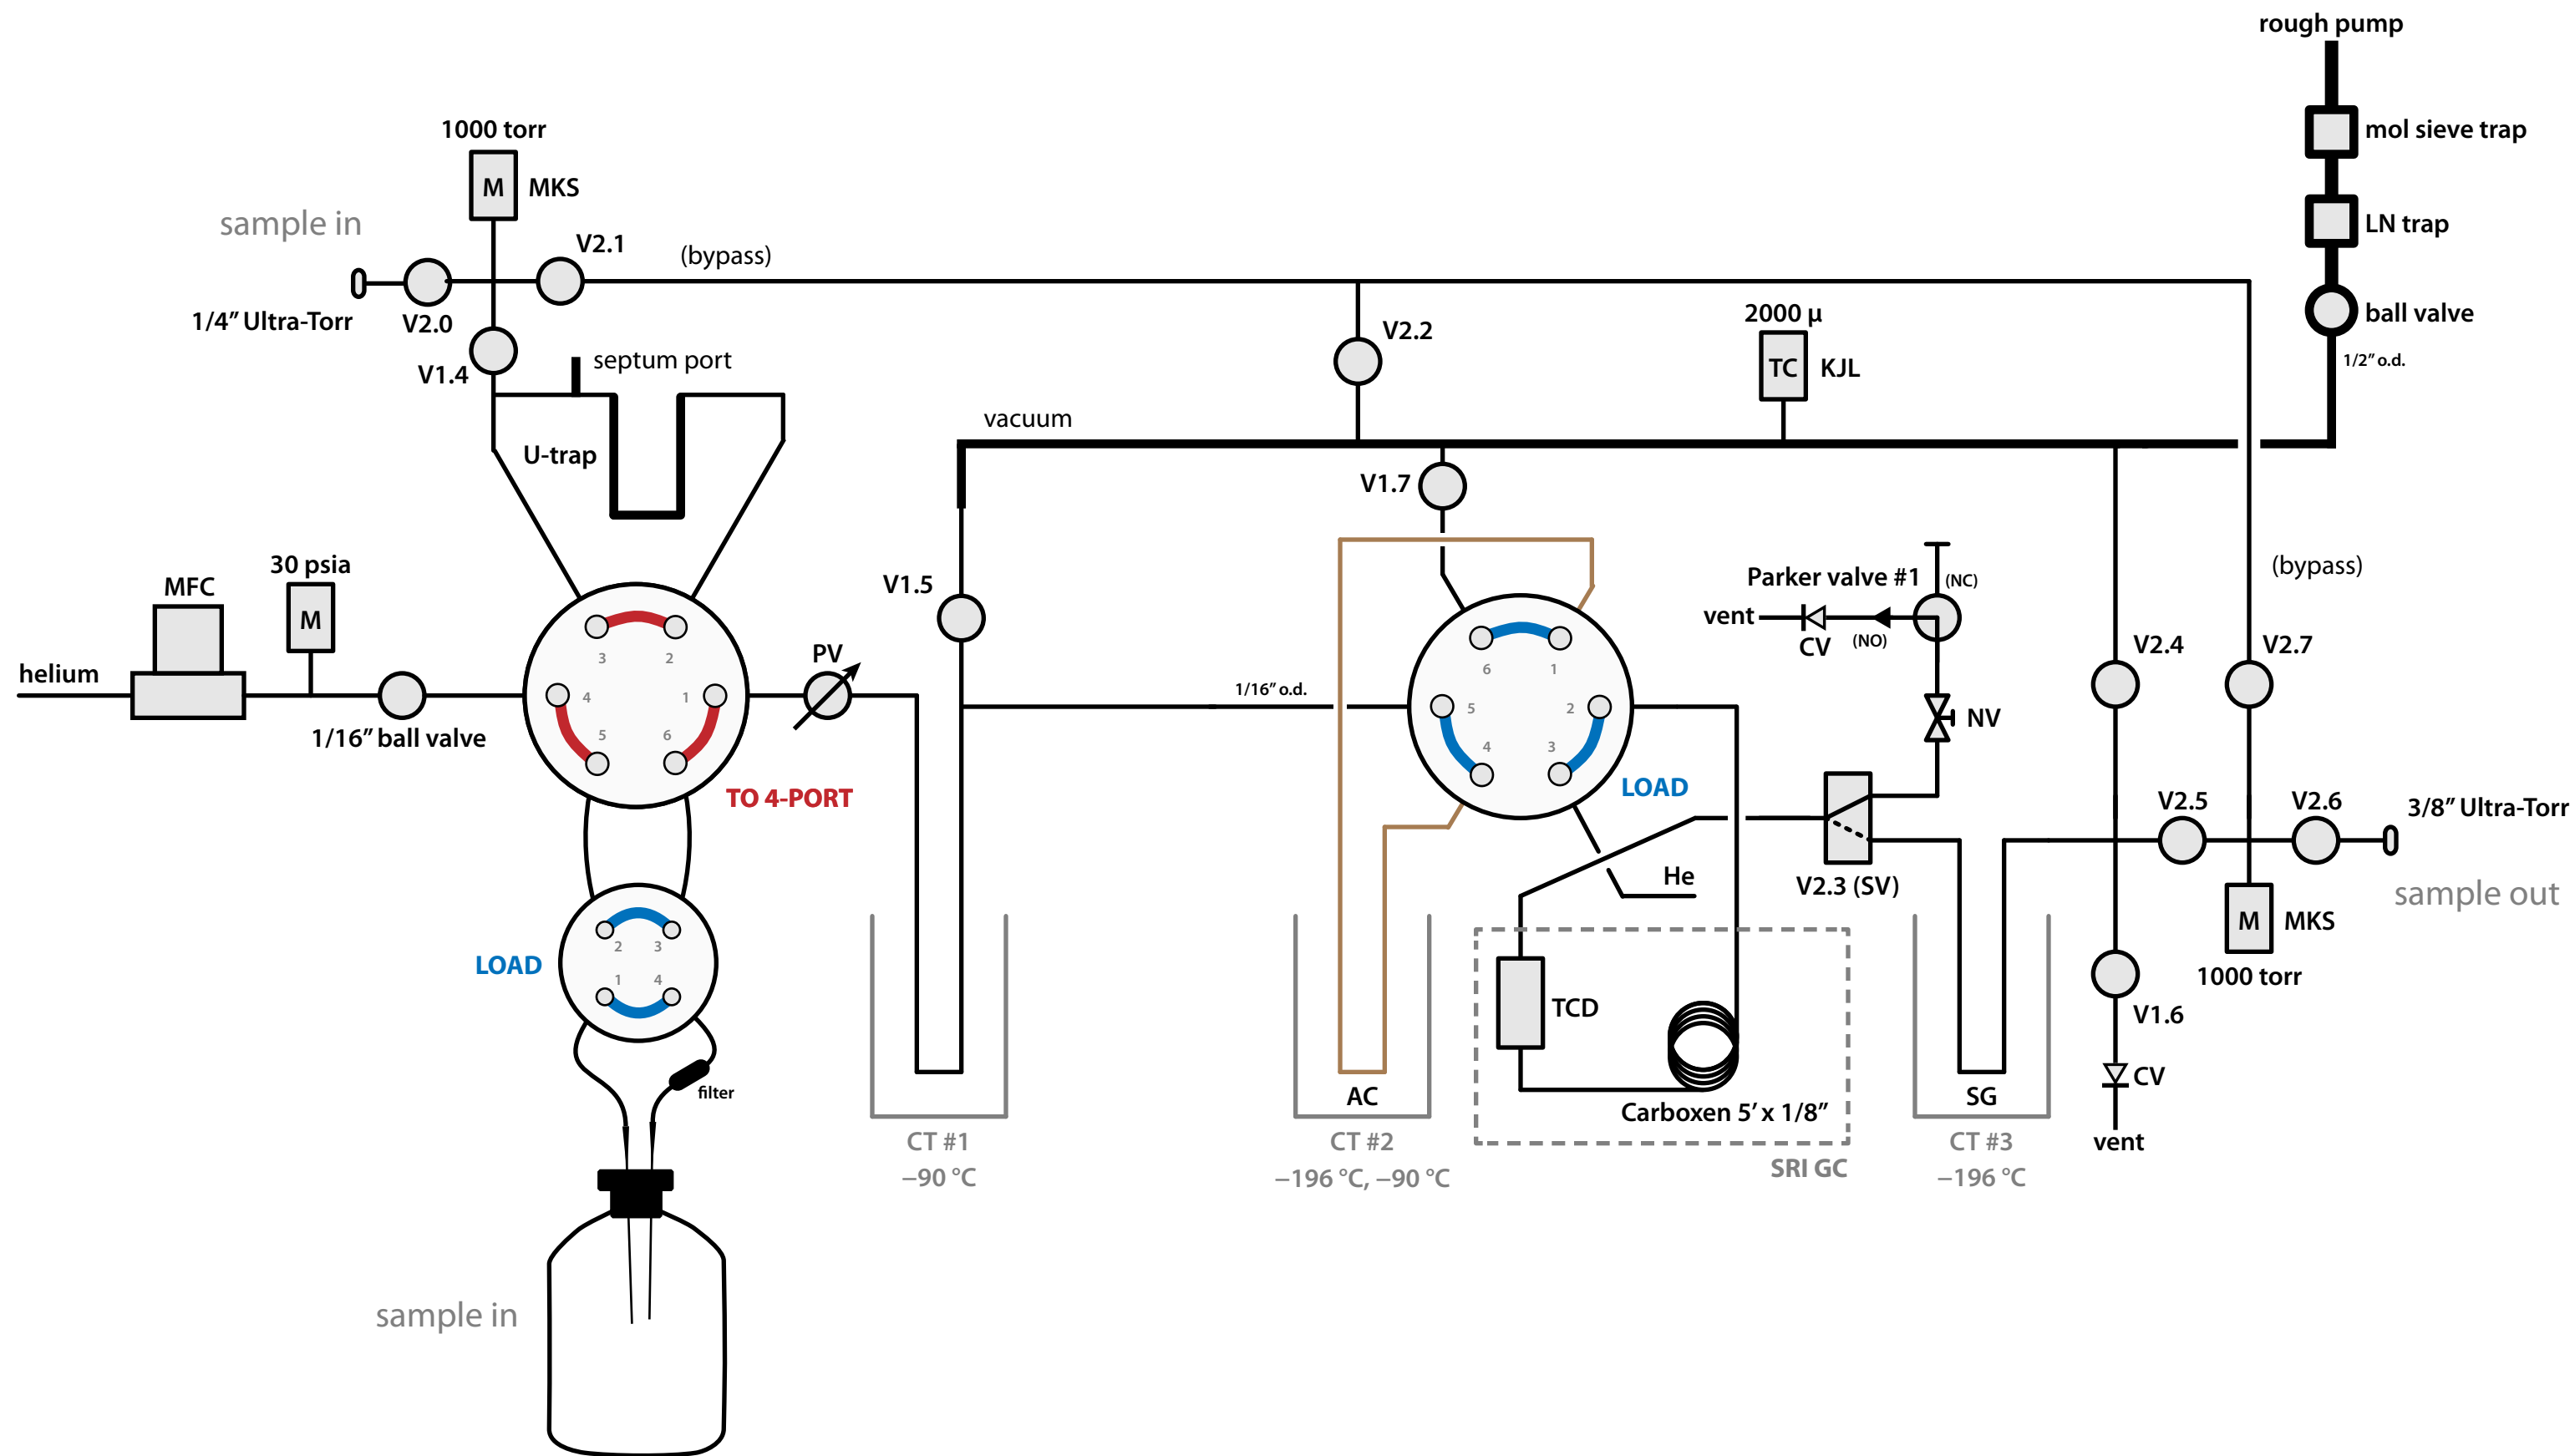 rough pump
mol sieve trap
LN trap
ball valve
1/2” o.d.
1000 torr
M
MKS
sample in
V2.1
(bypass)
1/4” Ultra-Torr
V2.0
V1.4
septum port
U-trap
V2.2
2000 µ
TC
KJL
vacuum
V1.7
V1.5
MFC
30 psia
M
helium
1/16” ball valve
3
2
4
1
5
6
TO 4-PORT
PV
1/16” o.d.
6
1
5
2
4
3
LOAD
Parker valve #1
(NC)
vent
CV
(NO)
NV
(bypass)
V2.4
V2.7
V2.5
V2.6
3/8” Ultra-Torr
sample out
M
MKS
1000 torr
V2.3 (SV)
He
TCD
Carboxen 5’ x 1/8”
SRI GC
V1.6
CV
vent
2
3
1
4
LOAD
filter
sample in
CT #1
–90 °C
AC
CT #2
–196 °C, –90 °C
SG
CT #3
–196 °C